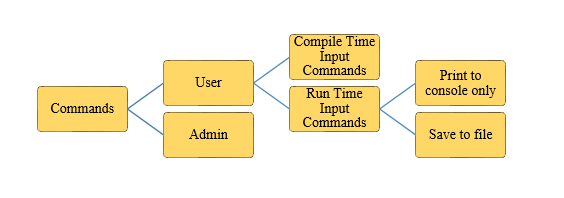 Commands
User
Admin
Compile Time
Input
Commands
Run Time
Input
Commands
Print to
console only
Save to file